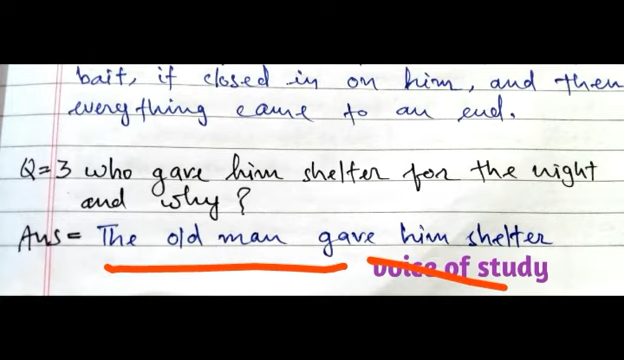 bait, if closed in on him, and then
everything came to an end.
Q=3 who gave him shelter for the night
and why?
Ans = The old man gave him shelter
voice of study